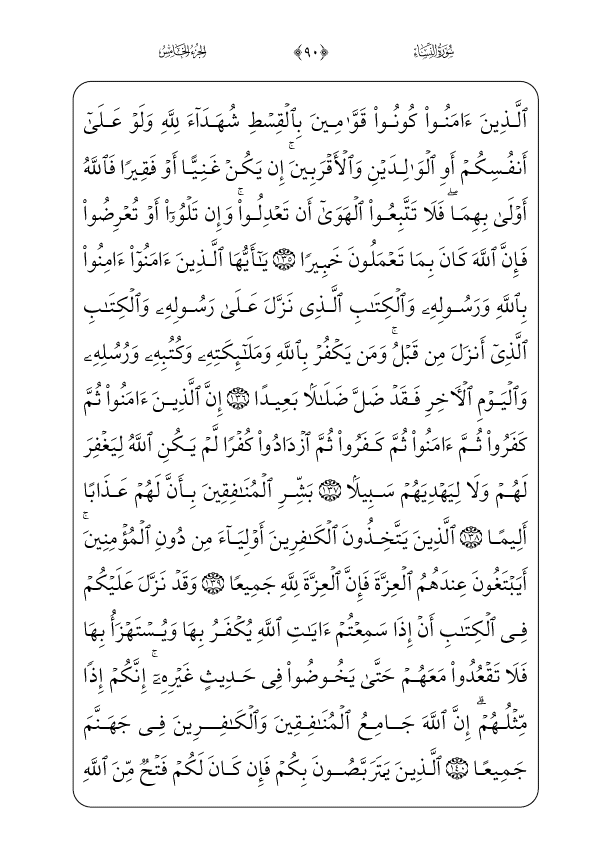 سُورَةُ النِّسَاءِ ﴿٩٠﴾ الجُزْءُ الخَامِسُ
ٱلَّذِينَ ءَامَنُوا۟ كُونُوا۟ قَوَّٰمِينَ بِٱلْقِسْطِ شُهَدَآءَ لِلَّهِ وَلَوْ عَلَىٰٓ
أَنفُسِكُمْ أَوِ ٱلْوَٰلِدَيْنِ وَٱلْأَقْرَبِينَ ۚ إِن يَكُنْ غَنِيًّا أَوْ فَقِيرًا فَٱللَّهُ
أَوْلَىٰ بِهِمَا ۖ فَلَا تَتَّبِعُوا۟ ٱلْهَوَىٰٓ أَن تَعْدِلُوا۟ ۚ وَإِن تَلْوُۥٓا۟ أَوْ تُعْرِضُوا۟
فَإِنَّ ٱللَّهَ كَانَ بِمَا تَعْمَلُونَ خَبِيرًا ۝١٣٥ يَـٰٓأَيُّهَا ٱلَّذِينَ ءَامَنُوٓا۟ ءَامِنُوا۟
بِٱللَّهِ وَرَسُولِهِۦ وَٱلْكِتَـٰبِ ٱلَّذِى نَزَّلَ عَلَىٰ رَسُولِهِۦ وَٱلْكِتَـٰبِ
ٱلَّذِىٓ أَنزَلَ مِن قَبْلُ ۚ وَمَن يَكْفُرْ بِٱللَّهِ وَمَلَـٰٓئِكَتِهِۦ وَكُتُبِهِۦ وَرُسُلِهِۦ
وَٱلْيَوْمِ ٱلْـَٔاخِرِ فَقَدْ ضَلَّ ضَلَـٰلًۢا بَعِيدًا ۝١٣٦ إِنَّ ٱلَّذِينَ ءَامَنُوا۟ ثُمَّ
كَفَرُوا۟ ثُمَّ ءَامَنُوا۟ ثُمَّ كَفَرُوا۟ ثُمَّ ٱزْدَادُوا۟ كُفْرًا لَّمْ يَكُنِ ٱللَّهُ لِيَغْفِرَ
لَهُمْ وَلَا لِيَهْدِيَهُمْ سَبِيلًۢا ۝١٣٧ بَشِّرِ ٱلْمُنَـٰفِقِينَ بِأَنَّ لَهُمْ عَذَابًا
أَلِيمًا ۝١٣٨ ٱلَّذِينَ يَتَّخِذُونَ ٱلْكَـٰفِرِينَ أَوْلِيَآءَ مِن دُونِ ٱلْمُؤْمِنِينَ ۚ
أَيَبْتَغُونَ عِندَهُمُ ٱلْعِزَّةَ فَإِنَّ ٱلْعِزَّةَ لِلَّهِ جَمِيعًا ۝١٣٩ وَقَدْ نَزَّلَ عَلَيْكُمْ
فِى ٱلْكِتَـٰبِ أَنْ إِذَا سَمِعْتُمْ ءَايَـٰتِ ٱللَّهِ يُكْفَرُ بِهَا وَيُسْتَهْزَأُ بِهَا
فَلَا تَقْعُدُوا۟ مَعَهُمْ حَتَّىٰ يَخُوضُوا۟ فِى حَدِيثٍ غَيْرِهِۦٓ ۚ إِنَّكُمْ إِذًا
مِّثْلُهُمْ ۗ إِنَّ ٱللَّهَ جَامِعُ ٱلْمُنَـٰفِقِينَ وَٱلْكَـٰفِرِينَ فِى جَهَنَّمَ
جَمِيعًا ۝١٤٠ ٱلَّذِينَ يَتَرَبَّصُونَ بِكُمْ فَإِن كَانَ لَكُمْ فَتْحٌ مِّنَ ٱللَّهِ